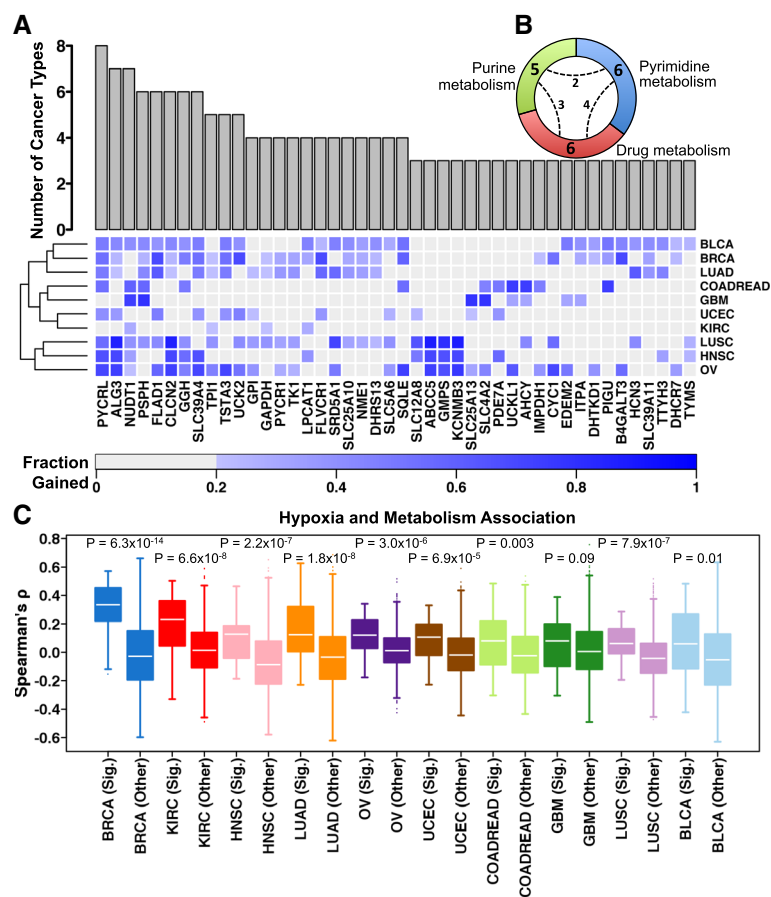 A
B
Number of Cancer Types
8
6
4
2
0
Purine
metabolism
Pyrimidine
metabolism
Drug metabolism
5
6
6
2
3
4
BLCA
BRCA
LUAD
COADREAD
GBM
UCEC
KIRC
LUSC
HNSC
OV
PYCRL
ALG3
NUDT1
PSPH
FLAD1
CLCN2
GGH
SLC39A4
TPI1
TSTA3
UCK2
GPI
GAPDH
PYCR1
TK1
LPCAT1
FLVCR1
SRD5A1
SLC25A10
NME1
DHRS13
SLC5A6
SQLE
SLC12A8
ABCC5
GMPS
KCNMB3
SLC25A13
SLC4A2
PDE7A
UCKL1
AHCY
IMPDH1
CYC1
EDEM2
ITPA
DHTKD1
PIGU
B4GALT3
HCN3
SLC39A11
TTYH3
DHCR7
TYMS
Fraction
Gained
0
0.2
0.4
0.6
0.8
1
C
Hypoxia and Metabolism Association
Spearman's ρ
0.8
0.6
0.4
0.2
0.0
-0.2
-0.4
-0.6
P = 6.3x10-14
P = 6.6x10-8
P = 2.2x10-7
P = 1.8x10-8
P = 3.0x10-6
P = 6.9x10-5
P = 0.003
P = 0.09
P = 7.9x10-7
P = 0.01
BRCA (Sig.)
BRCA (Other)
KIRC (Sig.)
KIRC (Other)
HNSC (Sig.)
HNSC (Other)
LUAD (Sig.)
LUAD (Other)
OV (Sig.)
OV (Other)
UCEC (Sig.)
UCEC (Other)
COADREAD (Sig.)
COADREAD (Other)
GBM (Sig.)
GBM (Other)
LUSC (Sig.)
LUSC (Other)
BLCA (Sig.)
BLCA (Other)